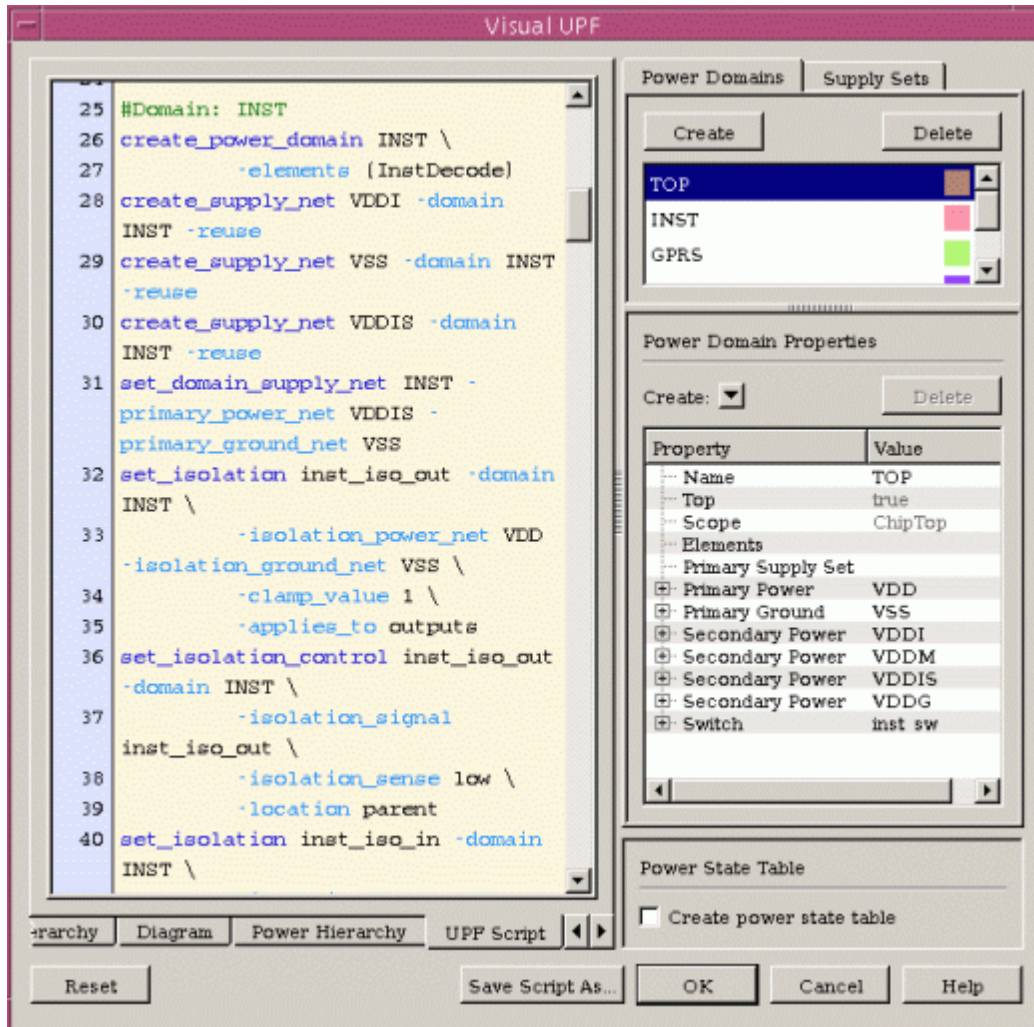 Visual UPF
25 #Domain: INST
26 create_power_domain INST \
27 -elements {InstDecode}
28 create_supply_net VDDI -domain
INST -reuse
29 create_supply_net VSS -domain INST
-reuse
30 create_supply_net VDDIS -domain
INST -reuse
31 set_domain_supply_net INST -
primary_power_net VDDIS -
primary_ground_net VSS
32 set_isolation inst_iso_out -domain
INST \
33 -isolation_power_net VDD
-isolation_ground_net VSS \
34 -clamp_value 1 \
35 -applies_to outputs
36 set_isolation_control inst_iso_out
-domain INST \
37 -isolation_signal
inst_iso_out \
38 -isolation_sense low \
39 -location parent
40 set_isolation inst_iso_in -domain
INST \
erarchy Diagram Power Hierarchy UPF Script
Power Domains Supply Sets
Create Delete
TOP
INST
GPRS
Power Domain Properties
Create: Delete
Property Value
Name TOP
Top true
Scope ChipTop
Elements
Primary Supply Set
Primary Power VDD
Primary Ground VSS
Secondary Power VDDI
Secondary Power VDDM
Secondary Power VDDIS
Secondary Power VDDG
Switch inst_sw
Power State Table
Create power state table
Reset Save Script As... OK Cancel Help